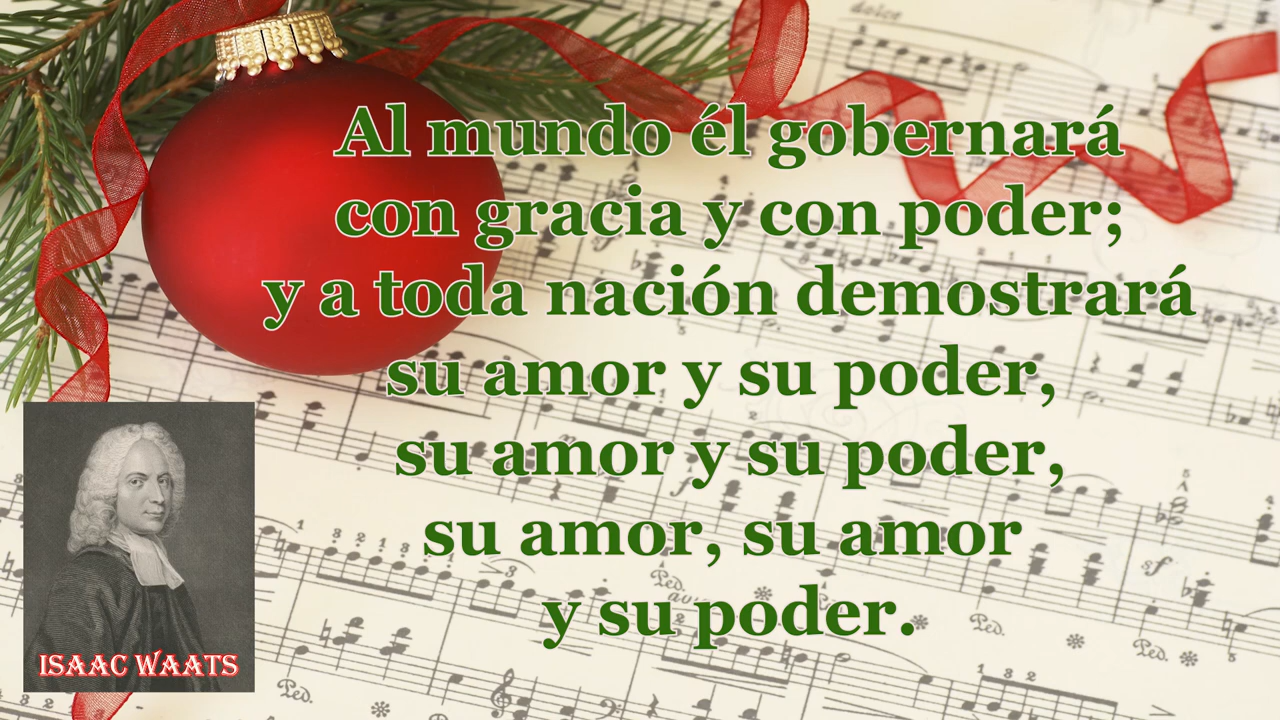 dolce
Al mundo él gobernará
con gracia y con poder;
y a toda nación demostrará
su amor y su poder,
su amor y su poder,
su amor, su amor
y su poder.
ISAAC WAATS